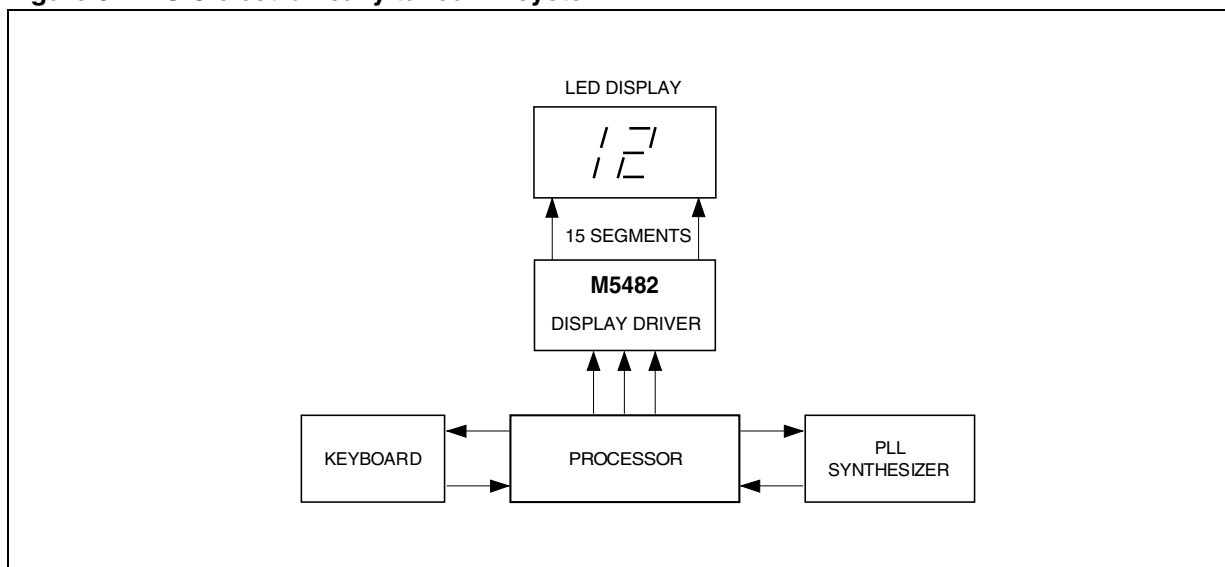 LED DISPLAY
12
15 SEGMENTS
M5482
DISPLAY DRIVER
KEYBOARD
PROCESSOR
PLL
SYNTHESIZER